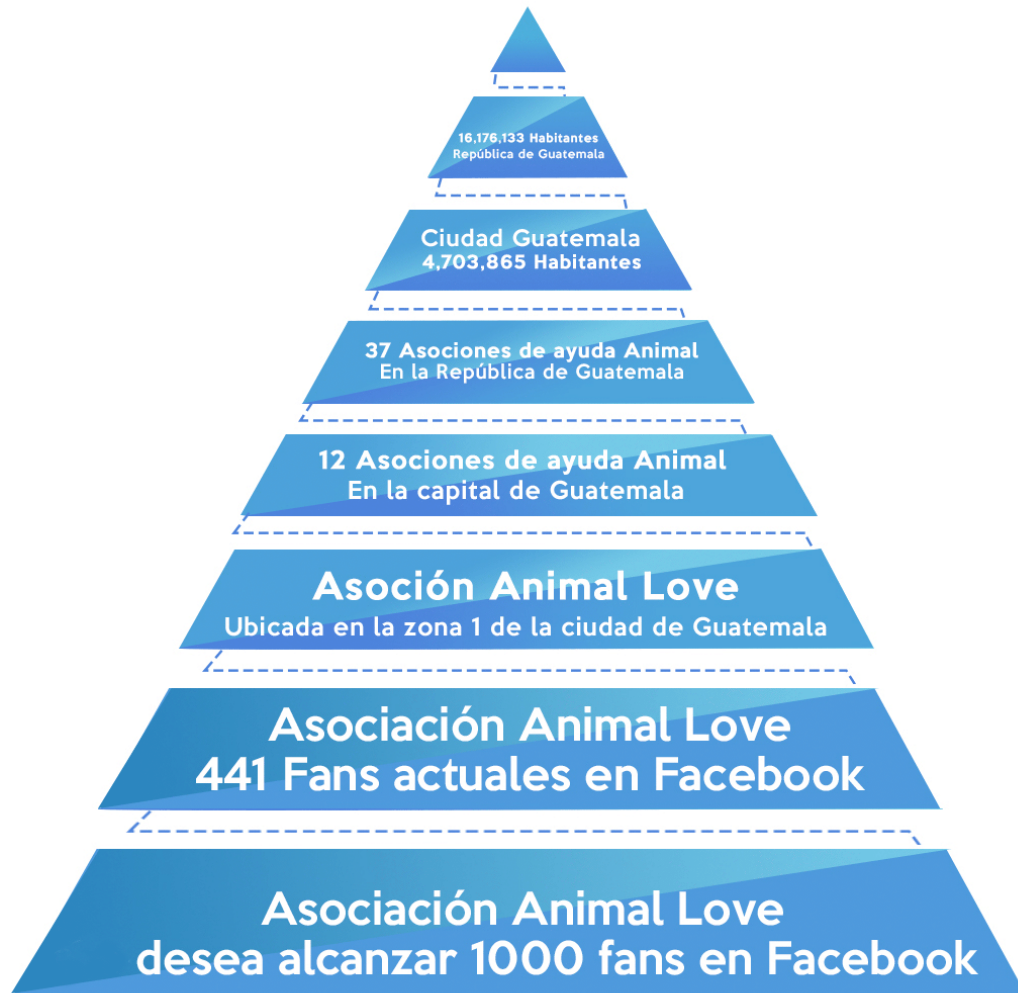 16,176,133 Habitantes
República de Guatemala
Ciudad Guatemala
4,703,865 Habitantes
37 Asociones de ayuda Animal
En la República de Guatemala
12 Asociones de ayuda Animal
En la capital de Guatemala
Asoción Animal Love
Ubicada en la zona 1 de la ciudad de Guatemala
Asociación Animal Love
441 Fans actuales en Facebook
Asociación Animal Love
desea alcanzar 1000 fans en Facebook